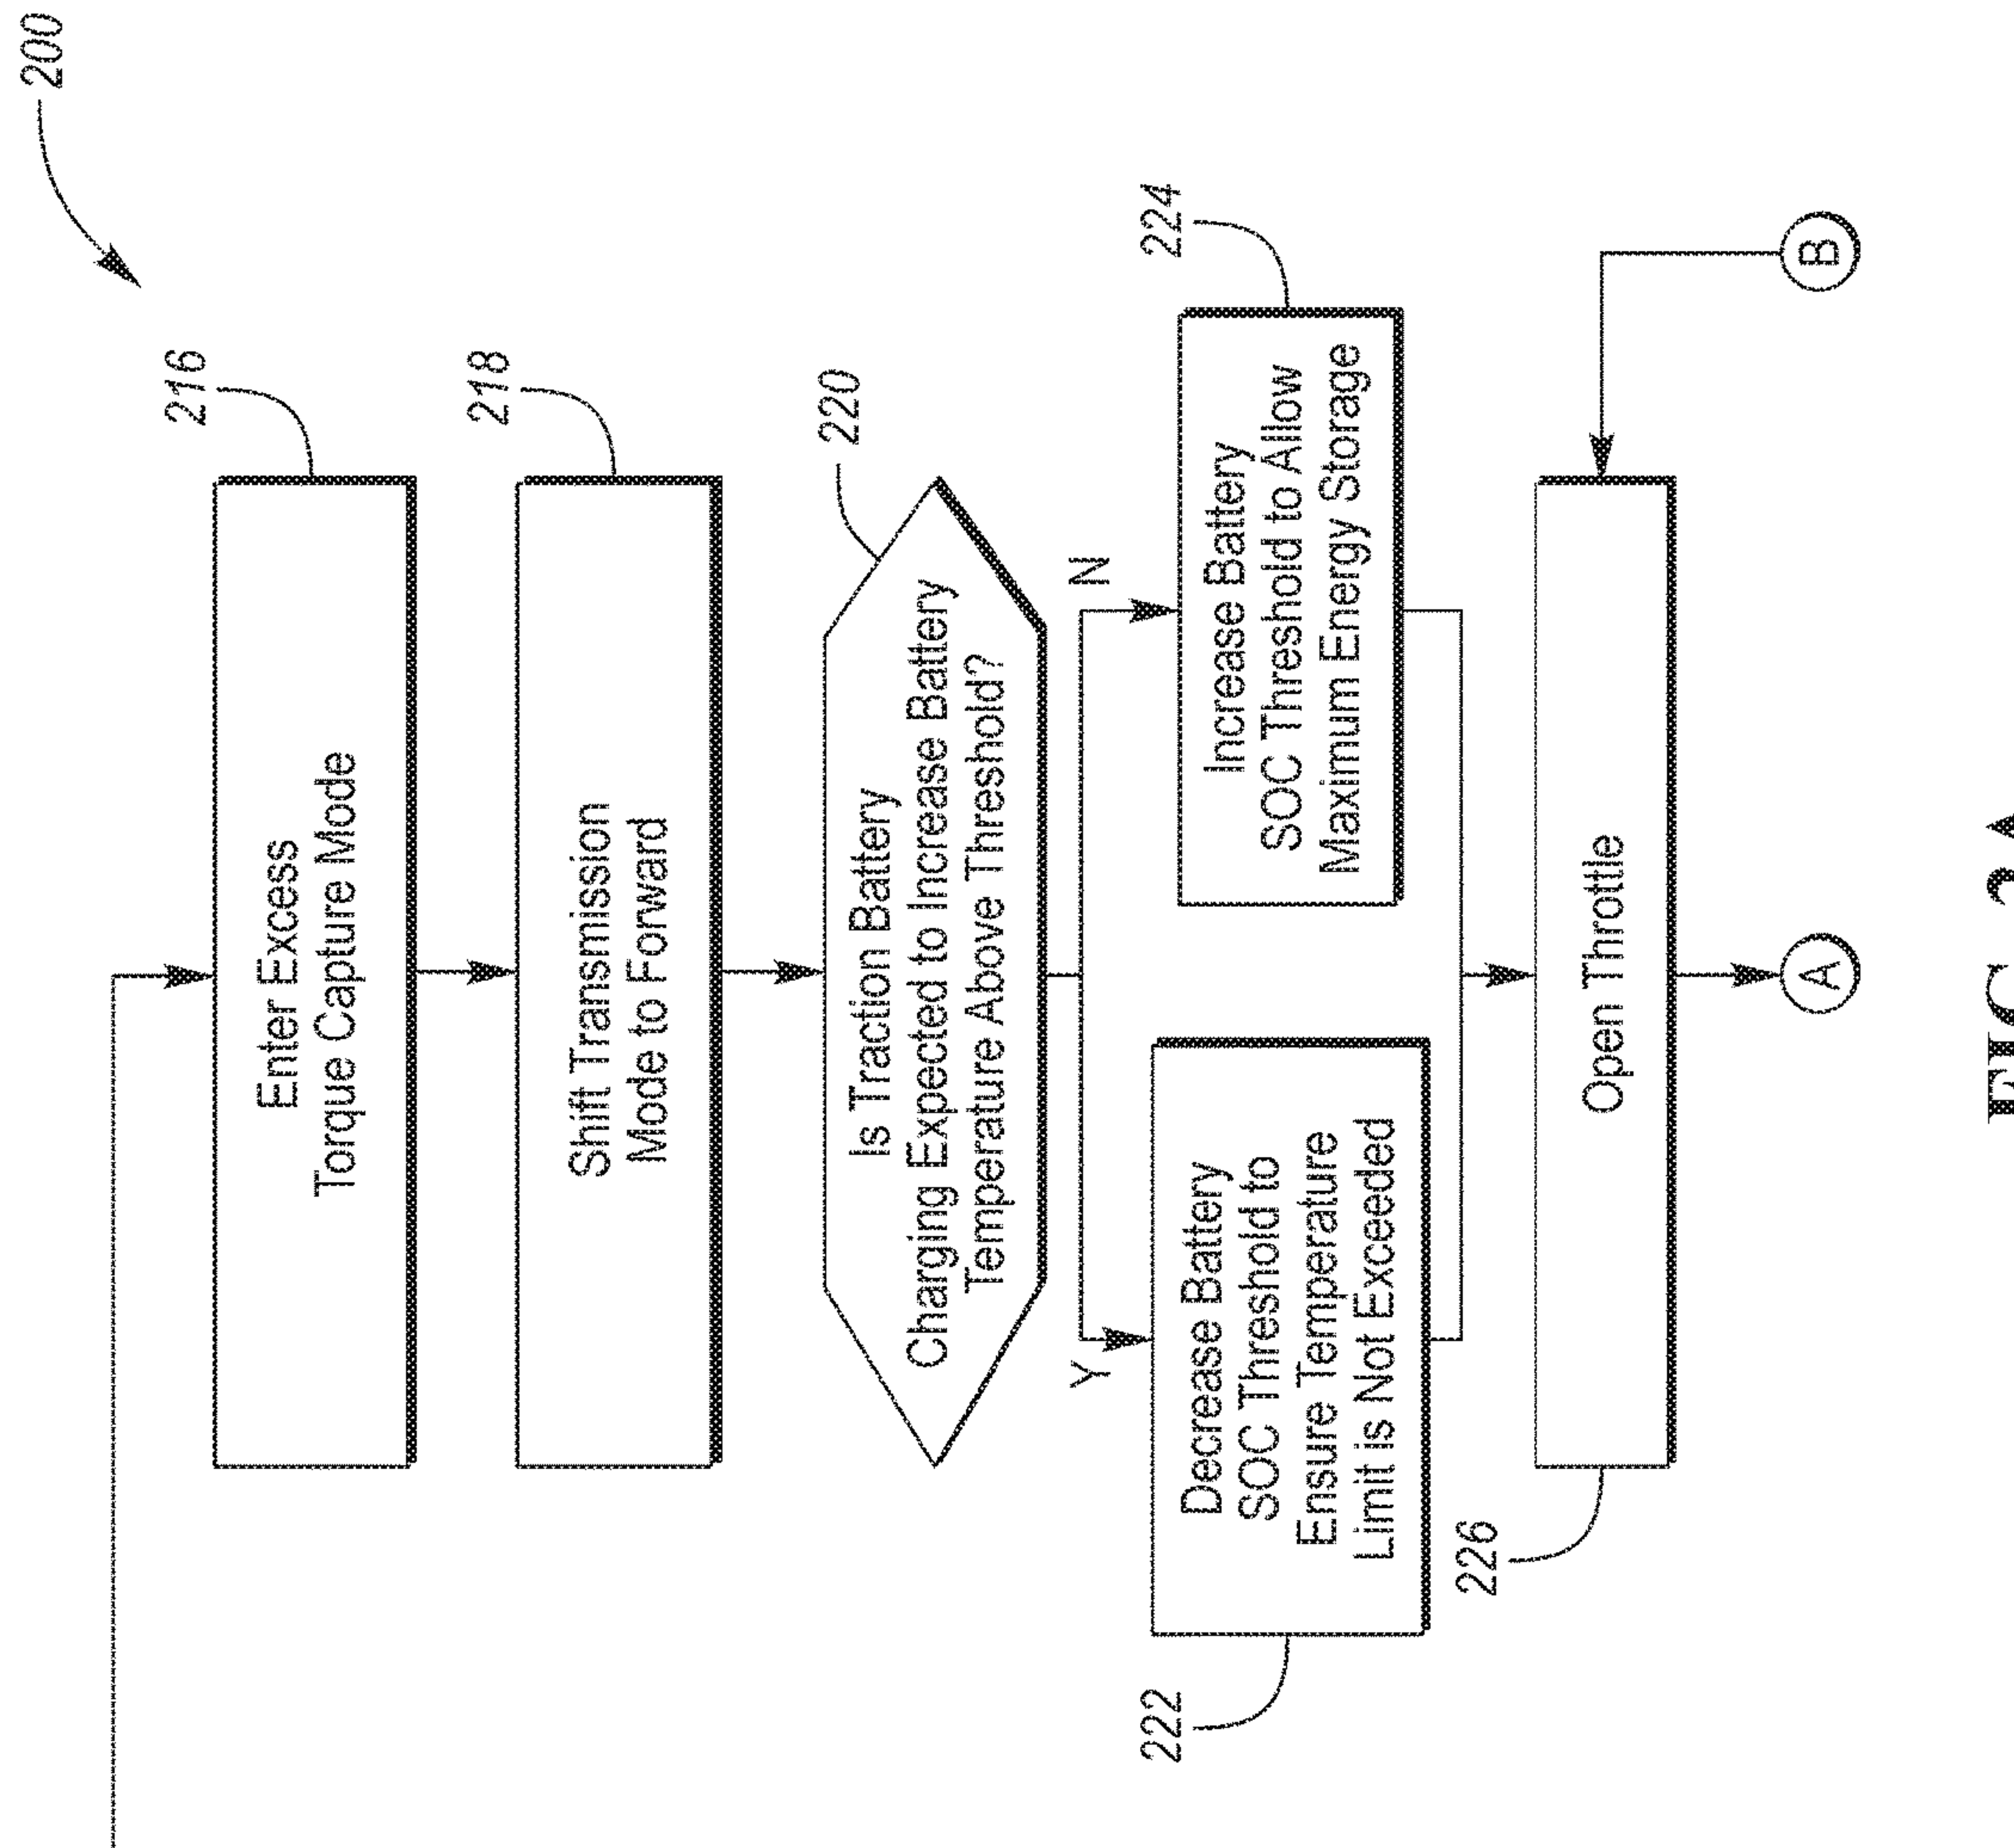 200
216
Enter Excess
Torque Capture Mode
218
Shift Transmission
Mode to Forward
220
Is Traction Battery
Charging Expected to Increase Battery
Temperature Above Threshold?
Y
N
222
Decrease Battery
SOC Threshold to
Ensure Temperature
Limit is Not Exceeded
224
Increase Battery
SOC Threshold to Allow
Maximum Energy Storage
226
Open Throttle
A
B